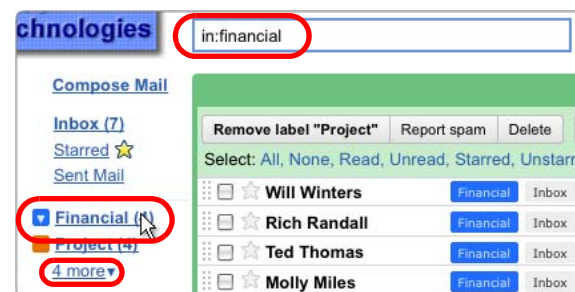 chnologies
in:financial
Compose Mail
Inbox (7)
Starred
Sent Mail
Financial (4)
Project (4)
4 more
Remove label "Project" Report spam Delete
Select: All, None, Read, Unread, Starred, Unstarr
Will Winters Financial Inbox
Rich Randall Financial Inbox
Ted Thomas Financial Inbox
Molly Miles Financial Inbox